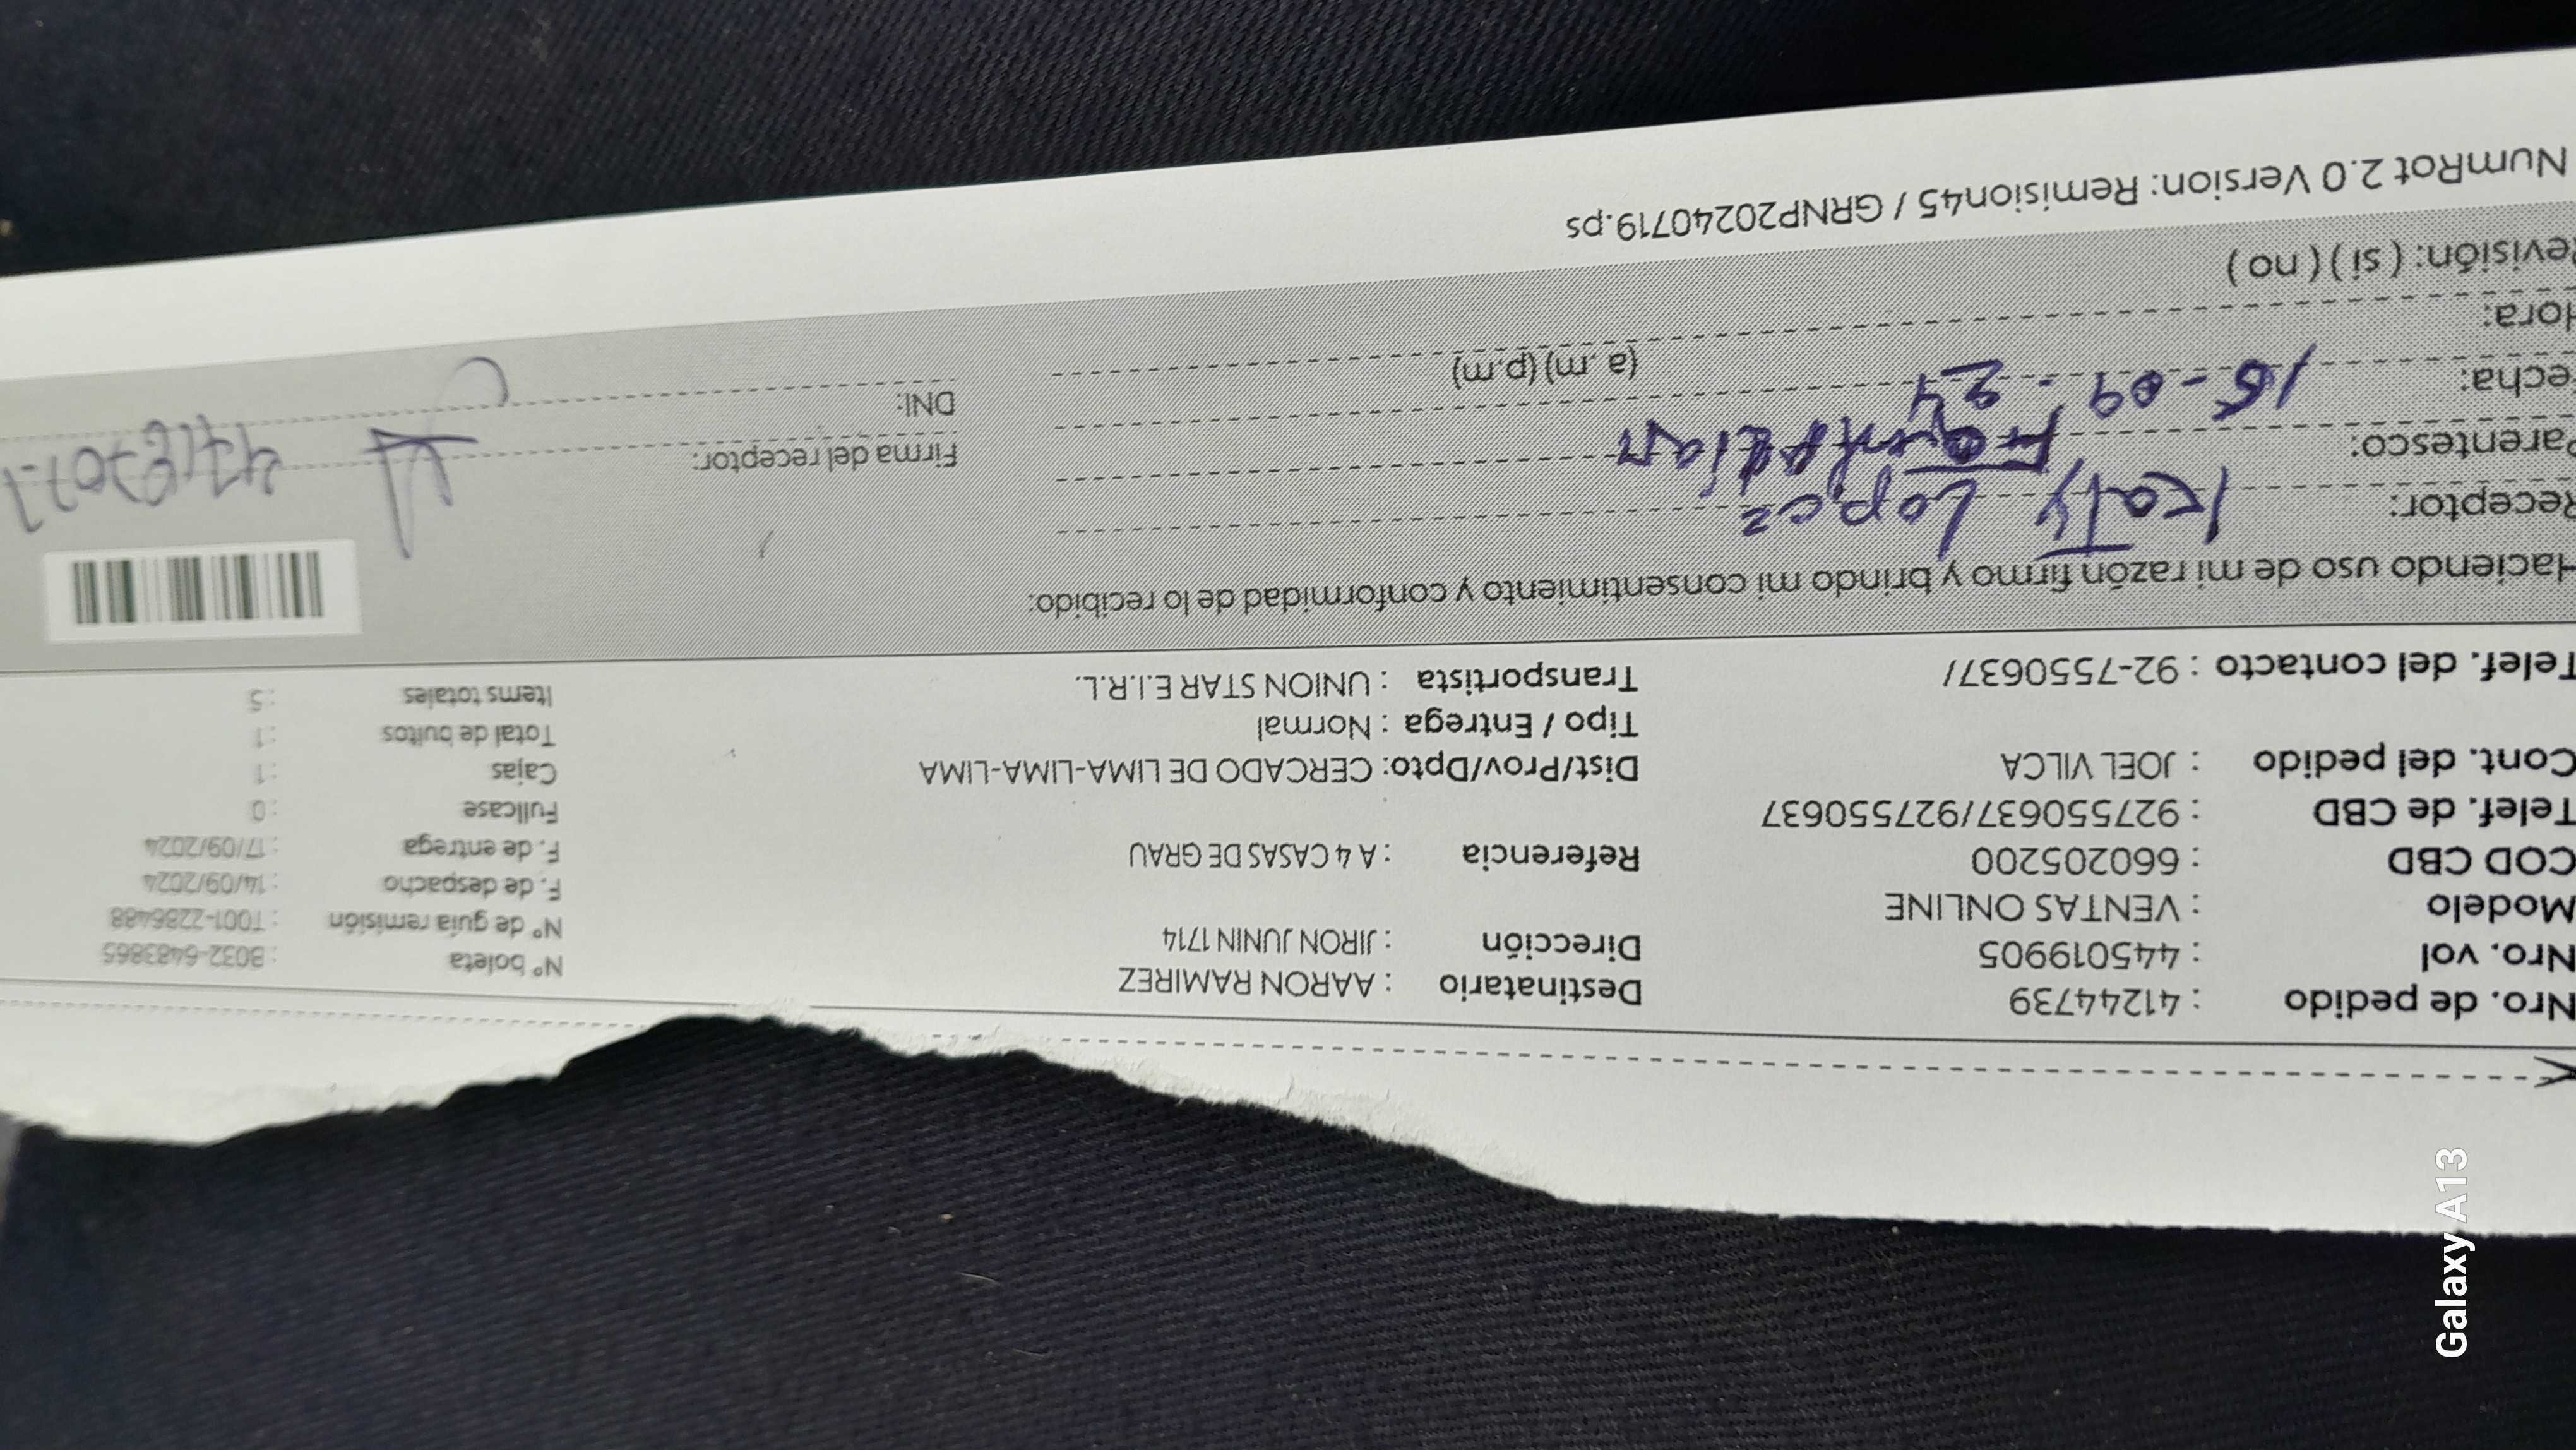 Nro. de pedido : 41244739
Nro. vol : 445019905
Modelo : VENTAS ONLINE
COD CBD : 660205200
Telef. de CBD : 927550637/927550637
Cont. del pedido : JOEL VILCA
Telef. del contacto : 92-7550637/
Destinatario : AARON RAMIREZ
Dirección : JIRON JUNIN 1714
Referencia : A 4 CASAS DE GRAU
Dist/Prov/Dpto: CERCADO DE LIMA-LIMA-LIMA
Tipo / Entrega : Normal
Transportista : UNION STAR E.I.R.L.
Nº boleta : B032-6483865
Nº de guía remisión : T001-2286488
F. de despacho : 14/09/2024
F. de entrega : 17/09/2024
Fullcase : 0
Cajas : 1
Total de bultos : 1
Items totales : 5
Haciendo uso de mi razón firmo y brindo mi consentimiento y conformidad de lo recibido:
Receptor: Katy Lopez
Parentesco:
Fecha: 16-09-24
Hora: (a.m) (p.m)
Revisión: ( si ) ( no )
Firma del receptor:
DNI:
NumRot 2.0 Version: Remision45 / GRNP20240719.ps
Galaxy A13